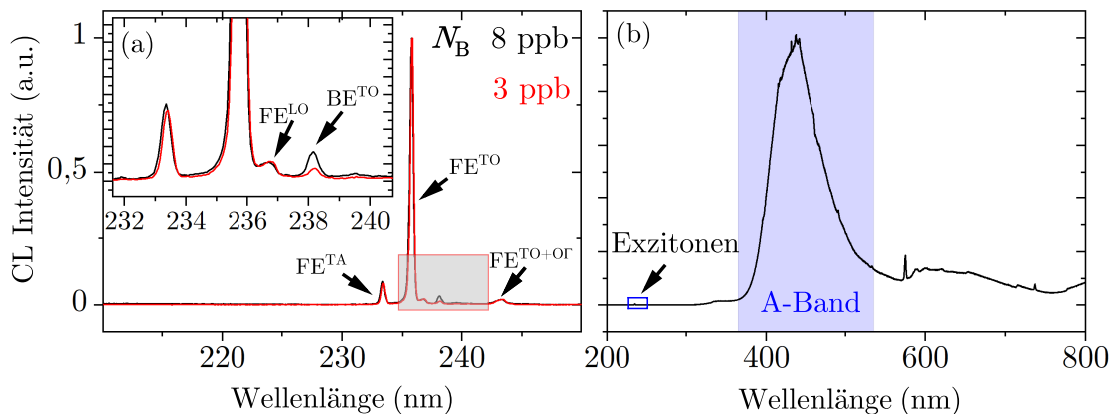 CL Intensität (a.u.)
1
0,5
0
(a)
N_B 8 ppb
3 ppb
FE^LO
BE^TO
232 234 236 238 240
FE^TO
FE^TA
FE^TO+OΓ
220 230 240
Wellenlänge (nm)
(b)
Exzitonen
A-Band
200 400 600 800
Wellenlänge (nm)